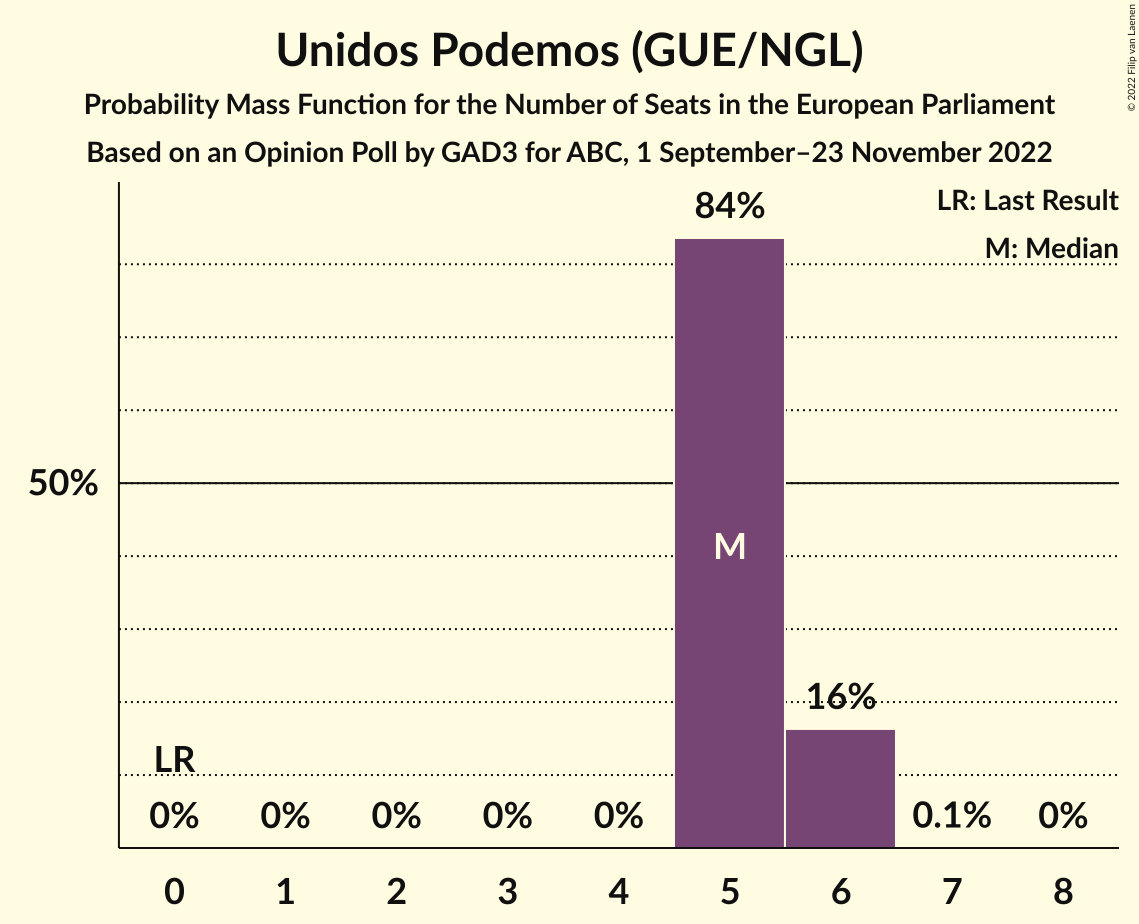 Unidos Podemos (GUE/NGL)
Probability Mass Function for the Number of Seats in the European Parliament
Based on an Opinion Poll by GAD3 for ABC, 1 September–23 November 2022
© 2022 Filip van Laenen
LR: Last Result
M: Median
84%
50%
M
16%
LR
0% 0% 0% 0% 0% 0.1% 0%
0 1 2 3 4 5 6 7 8